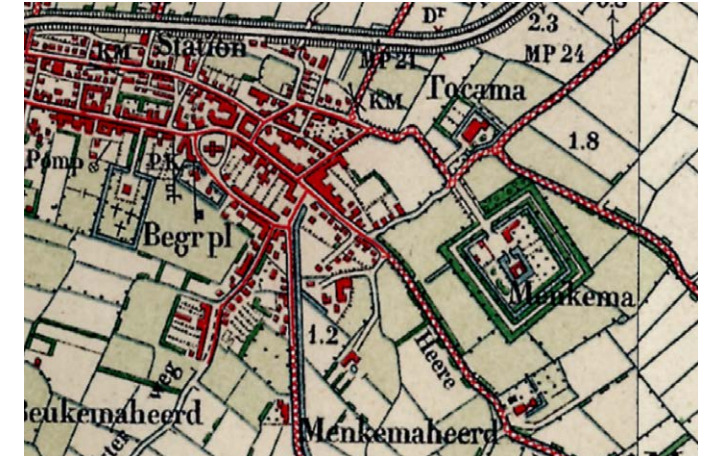 Dr
2.3
KM
Station
MP 21
MP 24
Tocama
KM
1.8
Pomp
P.K
Begr pl
Menkema
1.2
Heere
weg
Beukemaheerd
Menkemaheerd